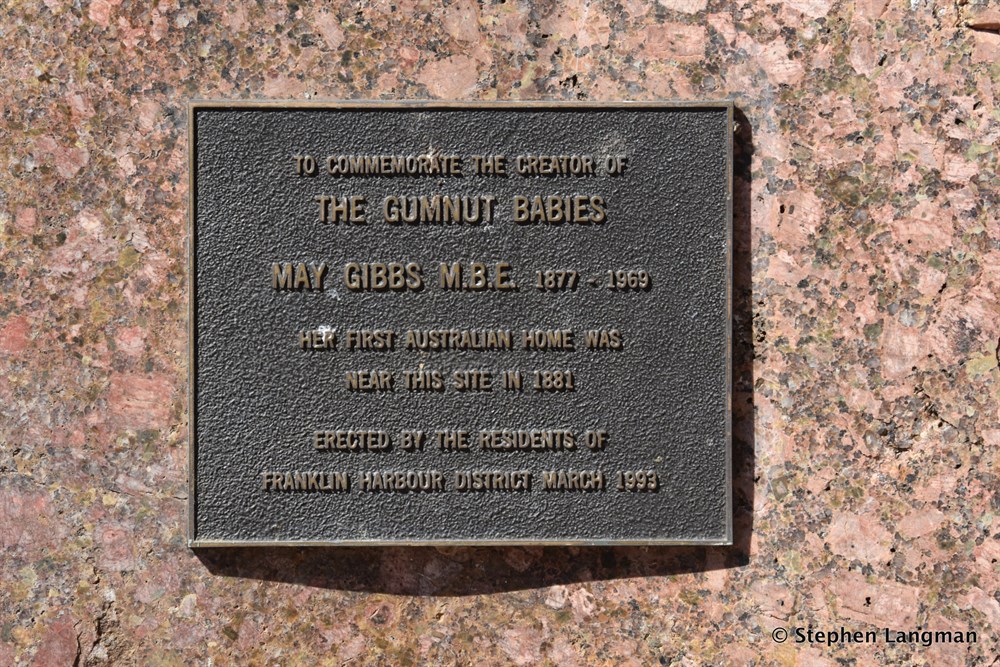 TO COMMEMORATE THE CREATOR OF
THE GUMNUT BABIES
MAY GIBBS M.B.E. 1877 - 1969
HER FIRST AUSTRALIAN HOME WAS
NEAR THIS SITE IN 1881
ERECTED BY THE RESIDENTS OF
FRANKLIN HARBOUR DISTRICT MARCH 1993
© Stephen Langman